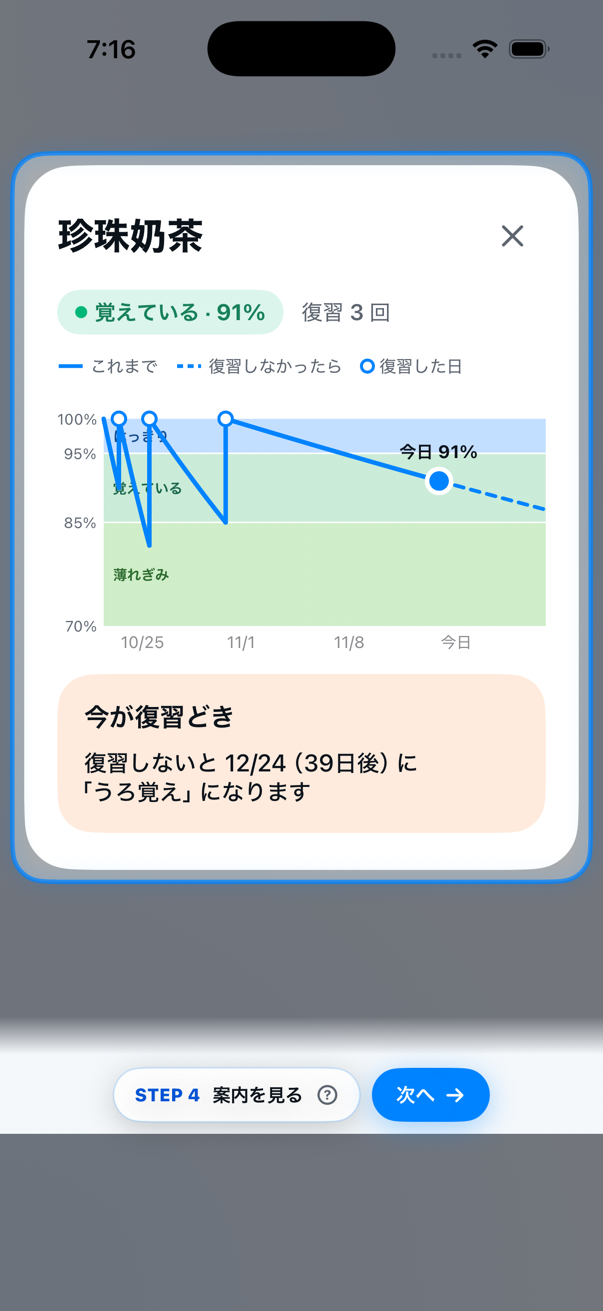 7:16
珍珠奶茶
覚えている · 91%
復習 3 回
これまで
復習しなかったら
復習した日
100%
はっきり
今日 91%
95%
覚えている
85%
薄れぎみ
70%
10/25
11/1
11/8
今日
今が復習どき
復習しないと 12/24（39日後）に
「うろ覚え」になります
STEP 4 案内を見る ?
次へ →